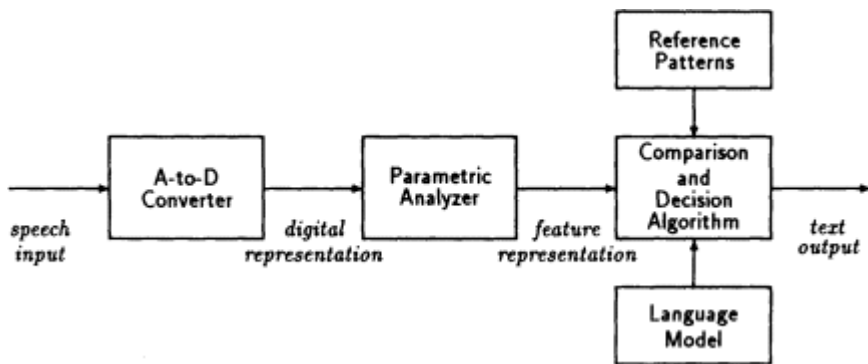 Reference
Patterns
A-to-D
Converter
Parametric
Analyzer
Comparison
and
Decision
Algorithm
speech
input
digital
representation
feature
representation
text
output
Language
Model